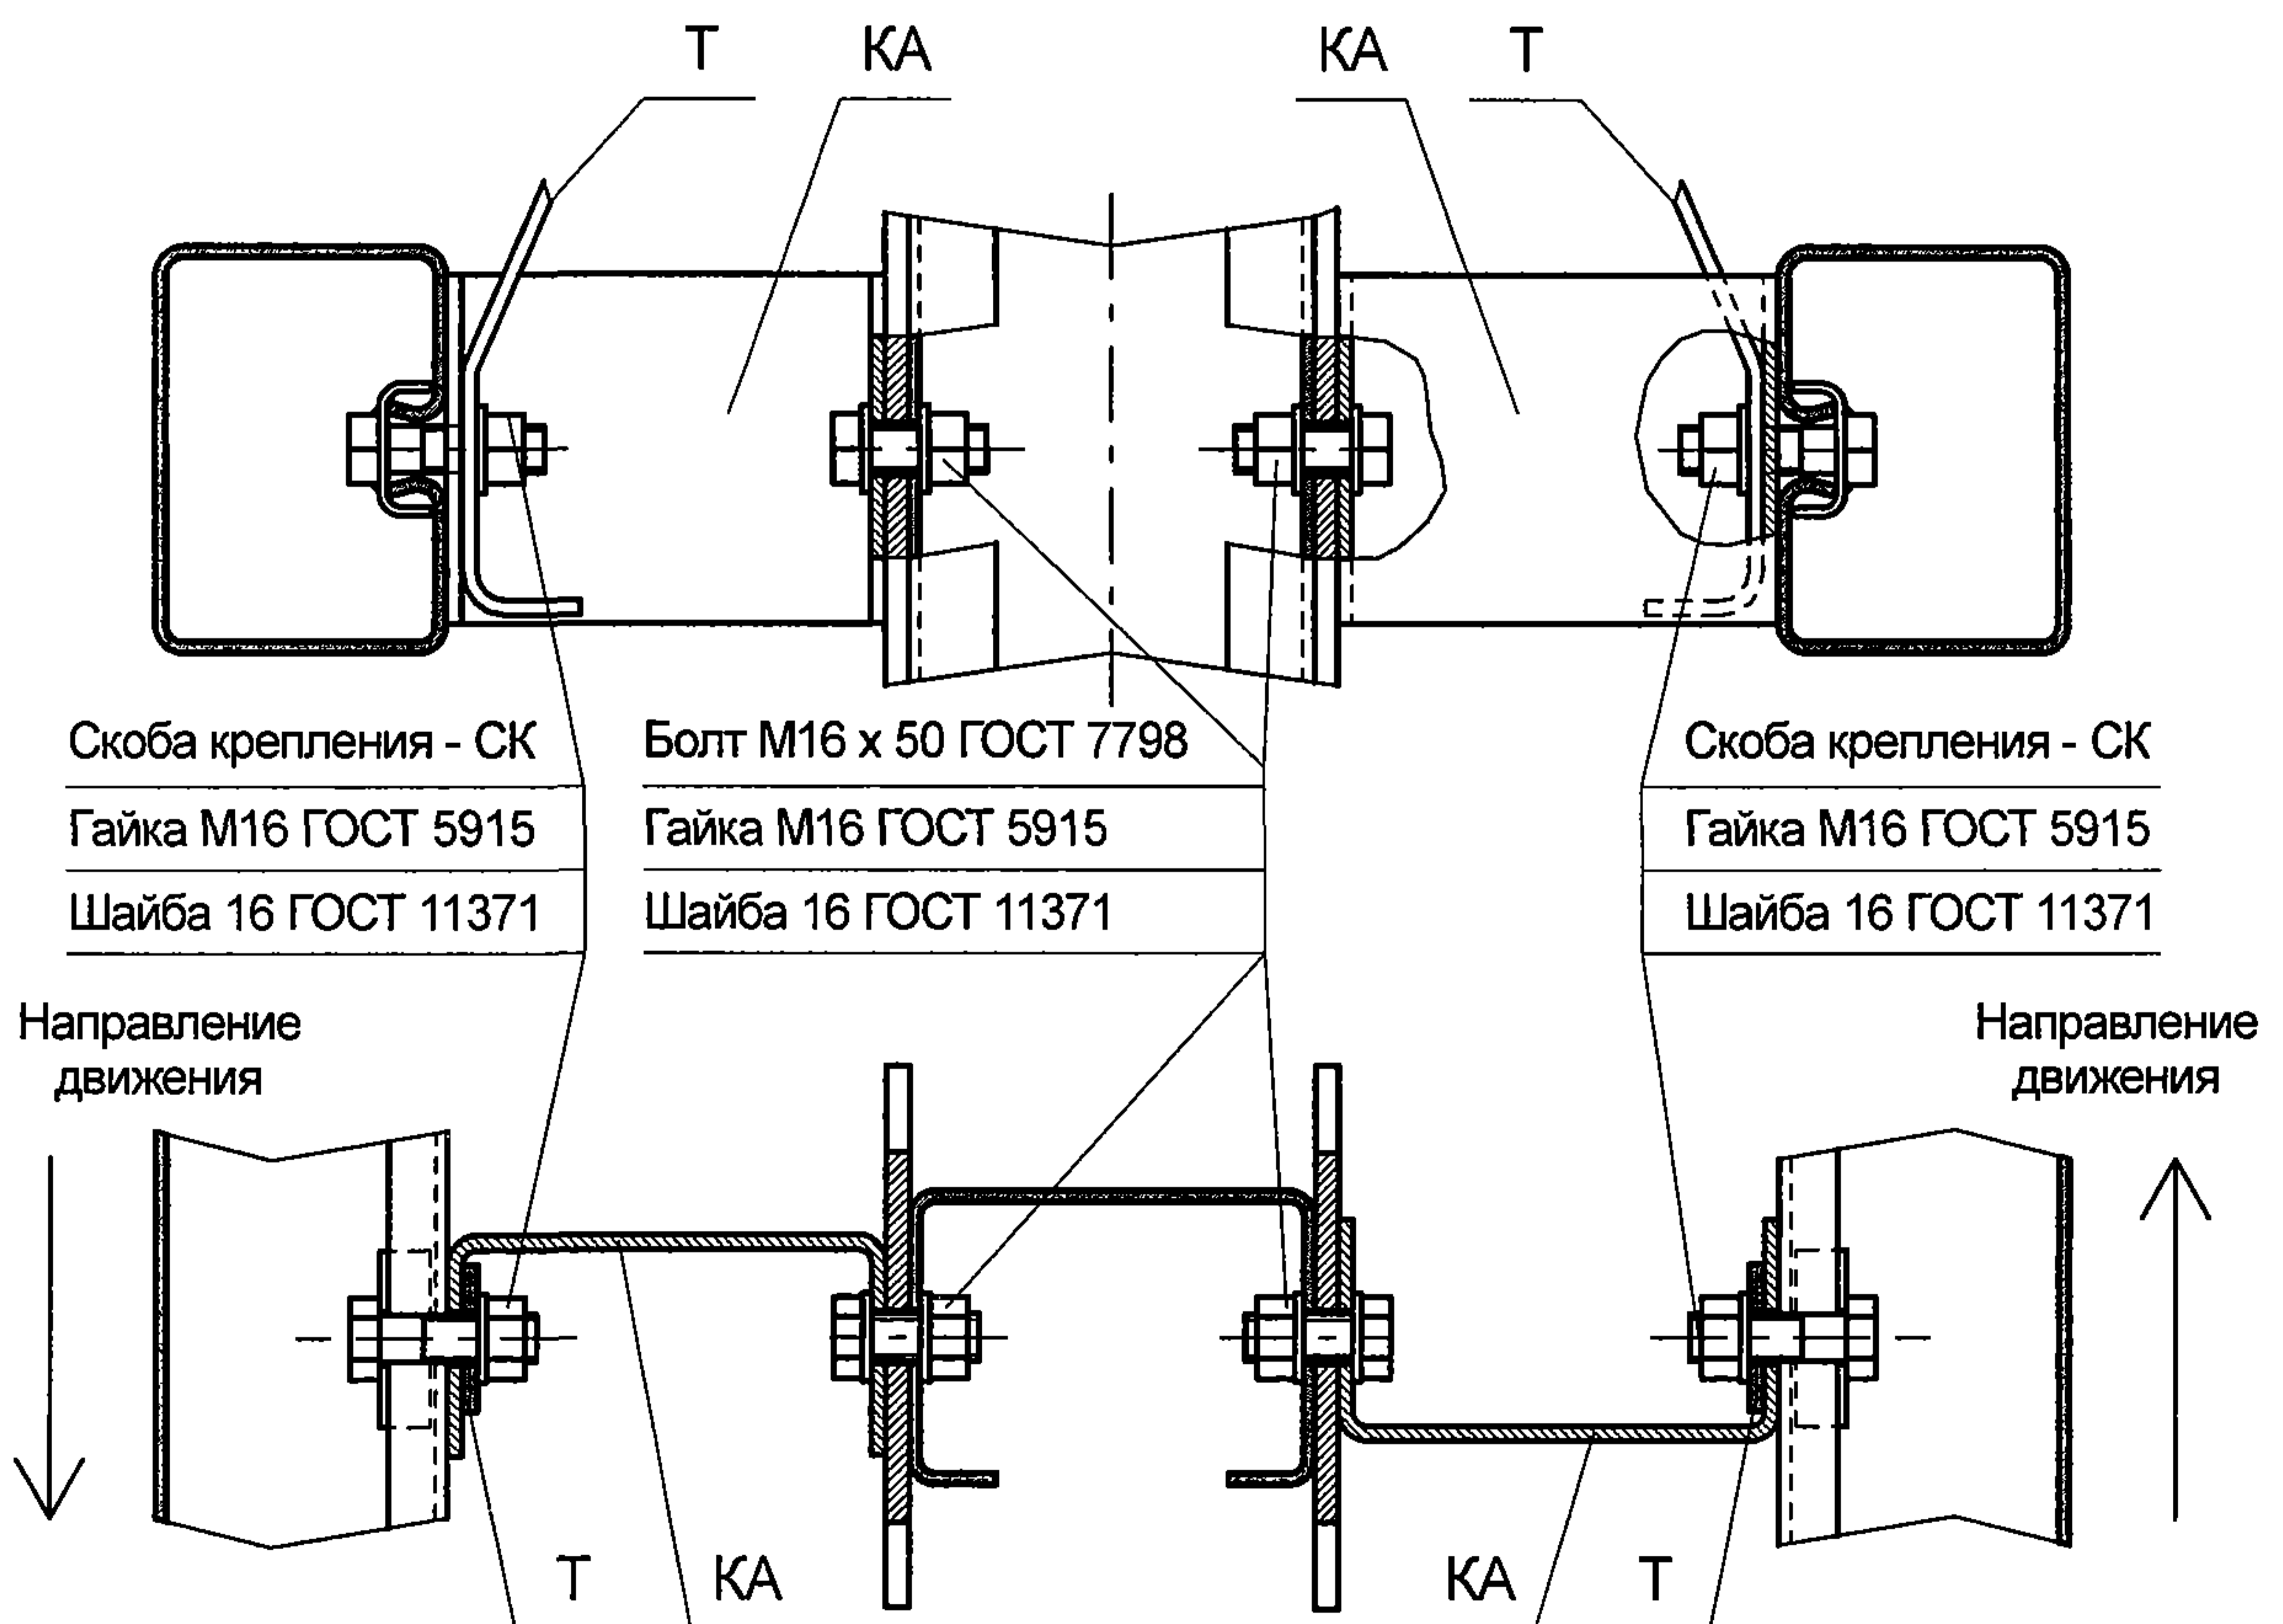 Т
КА
КА
Т
Скоба крепления - СК
Гайка М16 ГОСТ 5915
Шайба 16 ГОСТ 11371
Болт М16 х 50 ГОСТ 7798
Гайка М16 ГОСТ 5915
Шайба 16 ГОСТ 11371
Скоба крепления - СК
Гайка М16 ГОСТ 5915
Шайба 16 ГОСТ 11371
Направление
движения
Направление
движения
Т
КА
КА
Т